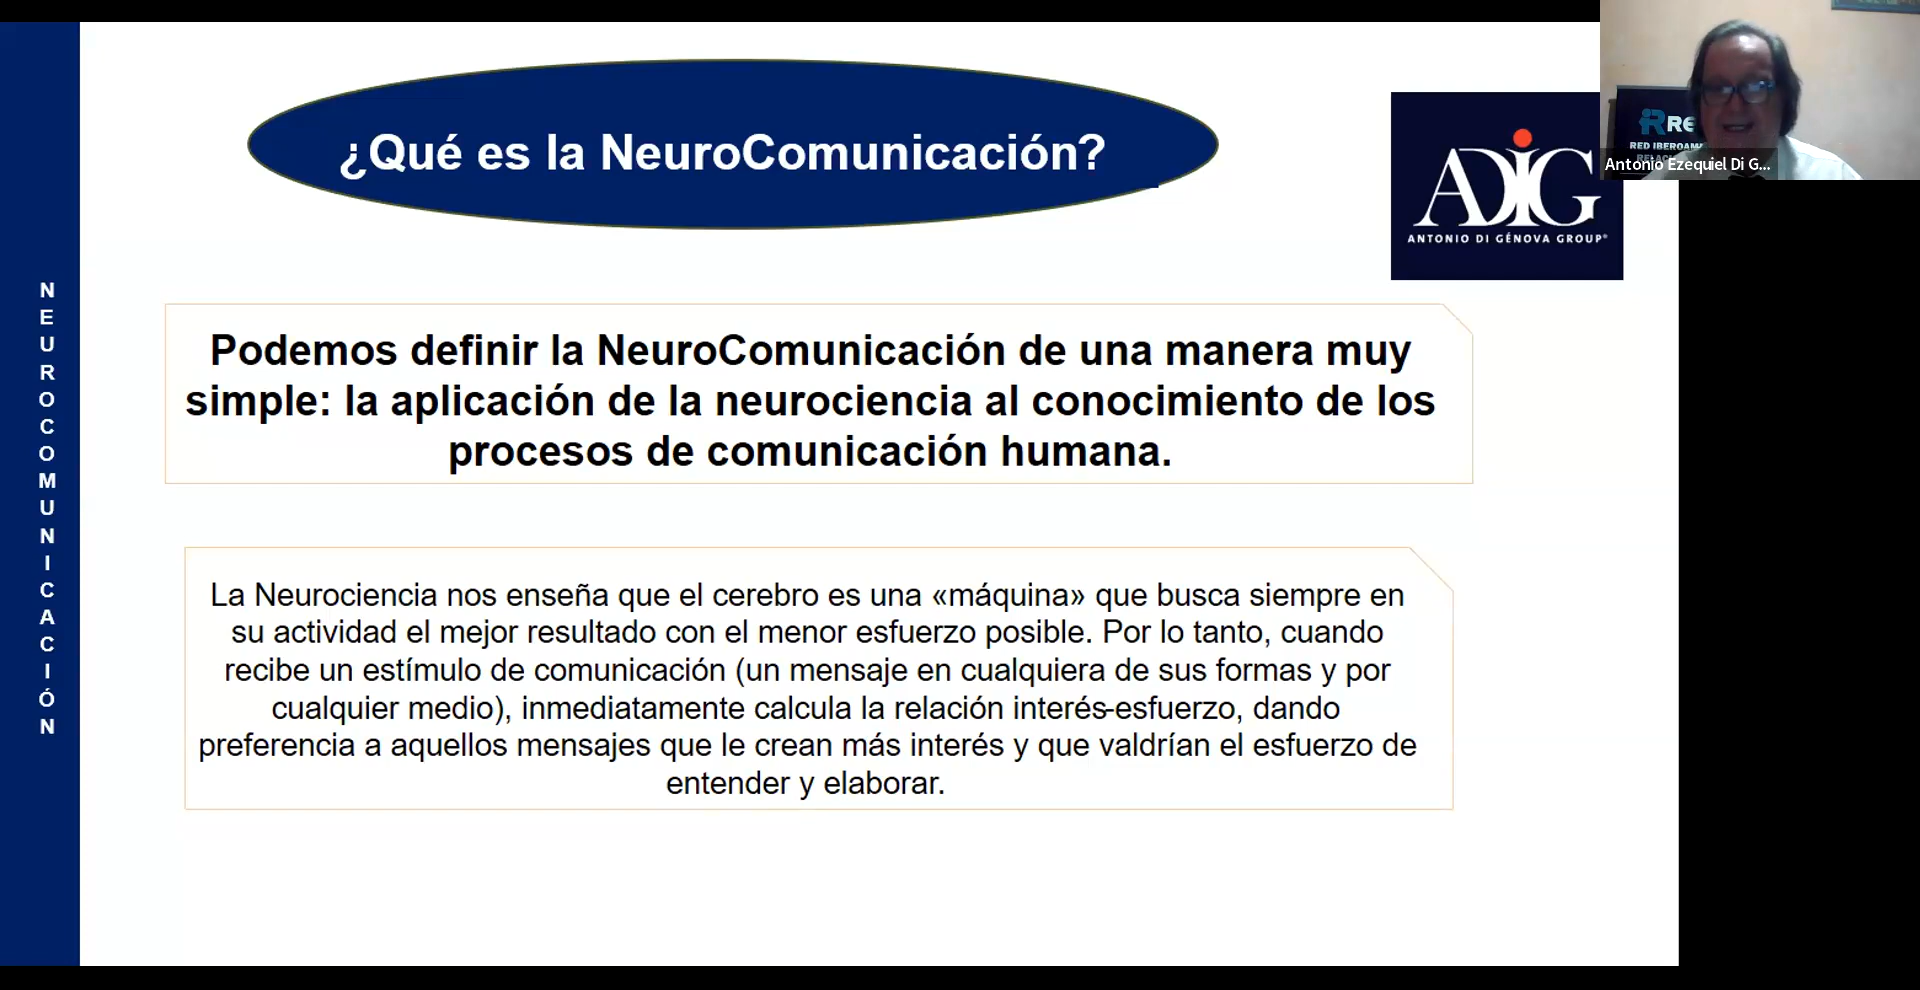 ¿Qué es la NeuroComunicación?
ADiG
ANTONIO DI GÉNOVA GROUP®
RE
RED IBEROAM
Antonio Ezequiel Di G...
NEUROCOMUNICACIÓN
Podemos definir la NeuroComunicación de una manera muy
simple: la aplicación de la neurociencia al conocimiento de los
procesos de comunicación humana.
La Neurociencia nos enseña que el cerebro es una «máquina» que busca siempre en
su actividad el mejor resultado con el menor esfuerzo posible. Por lo tanto, cuando
recibe un estímulo de comunicación (un mensaje en cualquiera de sus formas y por
cualquier medio), inmediatamente calcula la relación interés-esfuerzo, dando
preferencia a aquellos mensajes que le crean más interés y que valdrían el esfuerzo de
entender y elaborar.